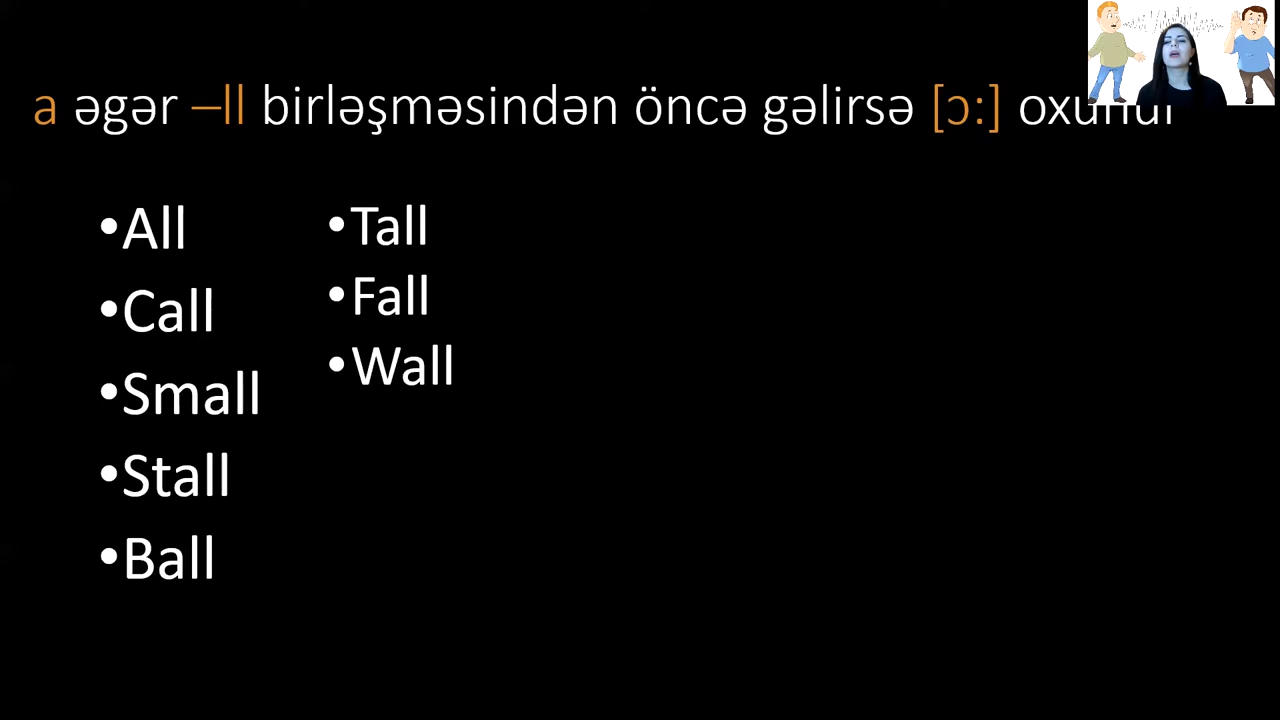 a əgər –ll birləşməsindən öncə gəlirsə [ɔ:]
•All
•Call
•Small
•Stall
•Ball
•Tall
•Fall
•Wall